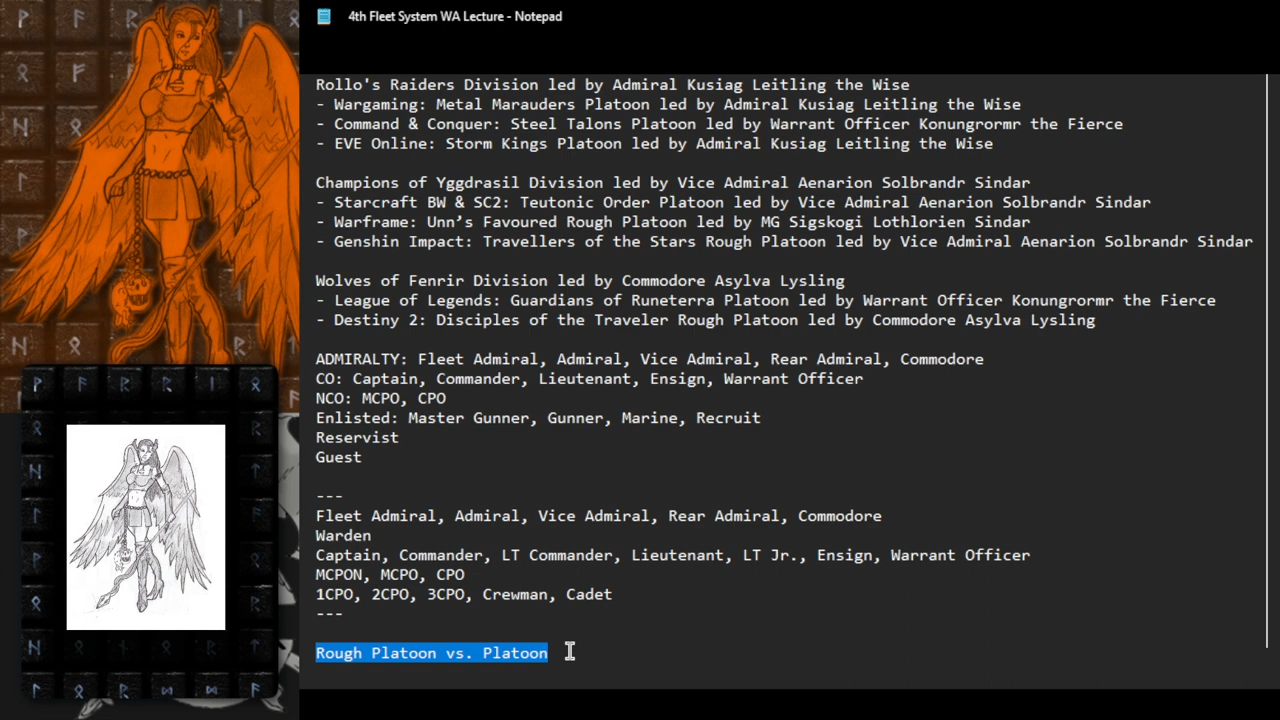 4th Fleet System WA Lecture - Notepad
Rollo's Raiders Division led by Admiral Kusiag Leitling the Wise
- Wargaming: Metal Marauders Platoon led by Admiral Kusiag Leitling the Wise
- Command & Conquer: Steel Talons Platoon led by Warrant Officer Konungrormr the Fierce
- EVE Online: Storm Kings Platoon led by Admiral Kusiag Leitling the Wise
Champions of Yggdrasil Division led by Vice Admiral Aenarion Solbrandr Sindar
- Starcraft BW & SC2: Teutonic Order Platoon led by Vice Admiral Aenarion Solbrandr Sindar
- Warframe: Unn’s Favoured Rough Platoon led by MG Sigskogi Lothlorien Sindar
- Genshin Impact: Travellers of the Stars Rough Platoon led by Vice Admiral Aenarion Solbrandr Sindar
Wolves of Fenrir Division led by Commodore Asylva Lysling
- League of Legends: Guardians of Runeterra Platoon led by Warrant Officer Konungrormr the Fierce
- Destiny 2: Disciples of the Traveler Rough Platoon led by Commodore Asylva Lysling
ADMIRALTY: Fleet Admiral, Admiral, Vice Admiral, Rear Admiral, Commodore
CO: Captain, Commander, Lieutenant, Ensign, Warrant Officer
NCO: MCPO, CPO
Enlisted: Master Gunner, Gunner, Marine, Recruit
Reservist
Guest
---
Fleet Admiral, Admiral, Vice Admiral, Rear Admiral, Commodore
Warden
Captain, Commander, LT Commander, Lieutenant, LT Jr., Ensign, Warrant Officer
MCPON, MCPO, CPO
1CPO, 2CPO, 3CPO, Crewman, Cadet
---
Rough Platoon vs. Platoon